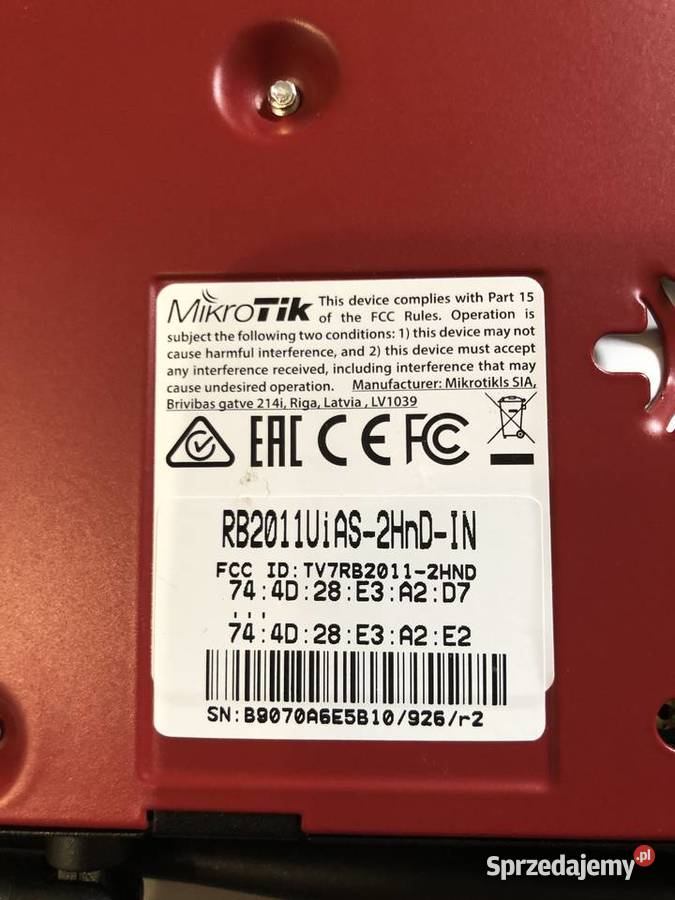 MikroTik This device complies with Part 15
of the FCC Rules. Operation is
subject the following two conditions: 1) this device may not
cause harmful interference, and 2) this device must accept
any interference received, including interference that may
cause undesired operation. Manufacturer: Mikrotikls SIA,
Brivibas gatve 214i, Riga, Latvia , LV1039
EAC CE FC
RB2011UiAS-2HnD-IN
FCC ID:TV7RB2011-2HND
74:4D:28:E3:A2:D7
...
74:4D:28:E3:A2:E2
SN:B9070A6E5B10/926/r2
Sprzedajemy.pl